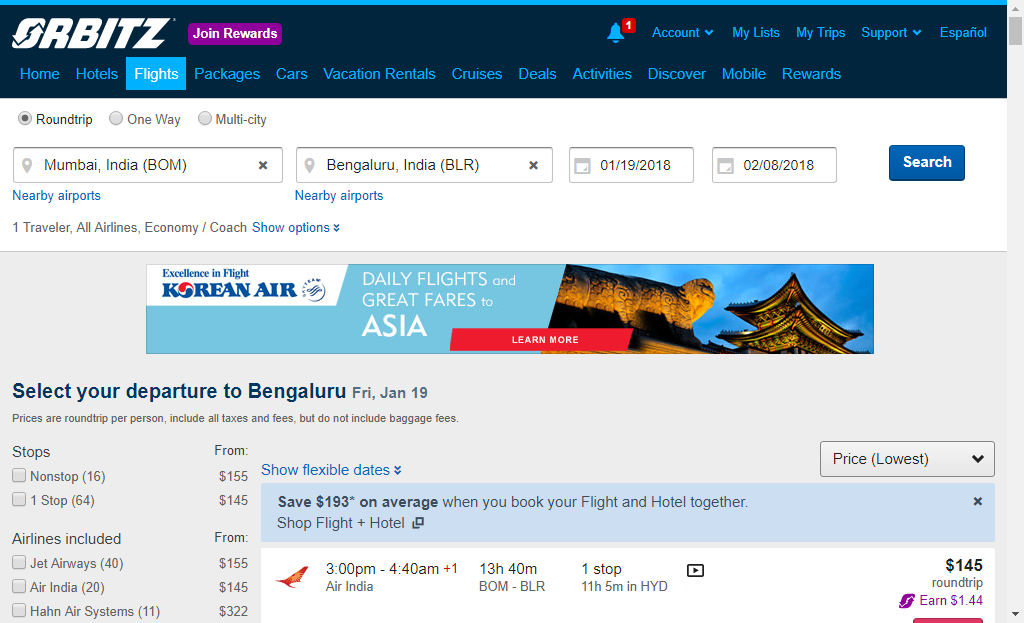 ORBITZ Join Rewards
1
Account My Lists My Trips Support Español
Home Hotels Flights Packages Cars Vacation Rentals Cruises Deals Activities Discover Mobile Rewards
Roundtrip One Way Multi-city
Mumbai, India (BOM) Bengaluru, India (BLR) 01/19/2018 02/08/2018 Search
Nearby airports Nearby airports
1 Traveler, All Airlines, Economy / Coach Show options
Excellence in Flight
KOREAN AIR
DAILY FLIGHTS and
GREAT FARES to
ASIA
LEARN MORE
Select your departure to Bengaluru Fri, Jan 19
Prices are roundtrip per person, include all taxes and fees, but do not include baggage fees.
Stops From:
Nonstop (16) $155
1 Stop (64) $145
Airlines included From:
Jet Airways (40) $155
Air India (20) $145
Hahn Air Systems (11) $322
Show flexible dates
Price (Lowest)
Save $193* on average when you book your Flight and Hotel together.
Shop Flight + Hotel
3:00pm - 4:40am +1 13h 40m 1 stop $145
Air India BOM - BLR 11h 5m in HYD roundtrip
Earn $1.44